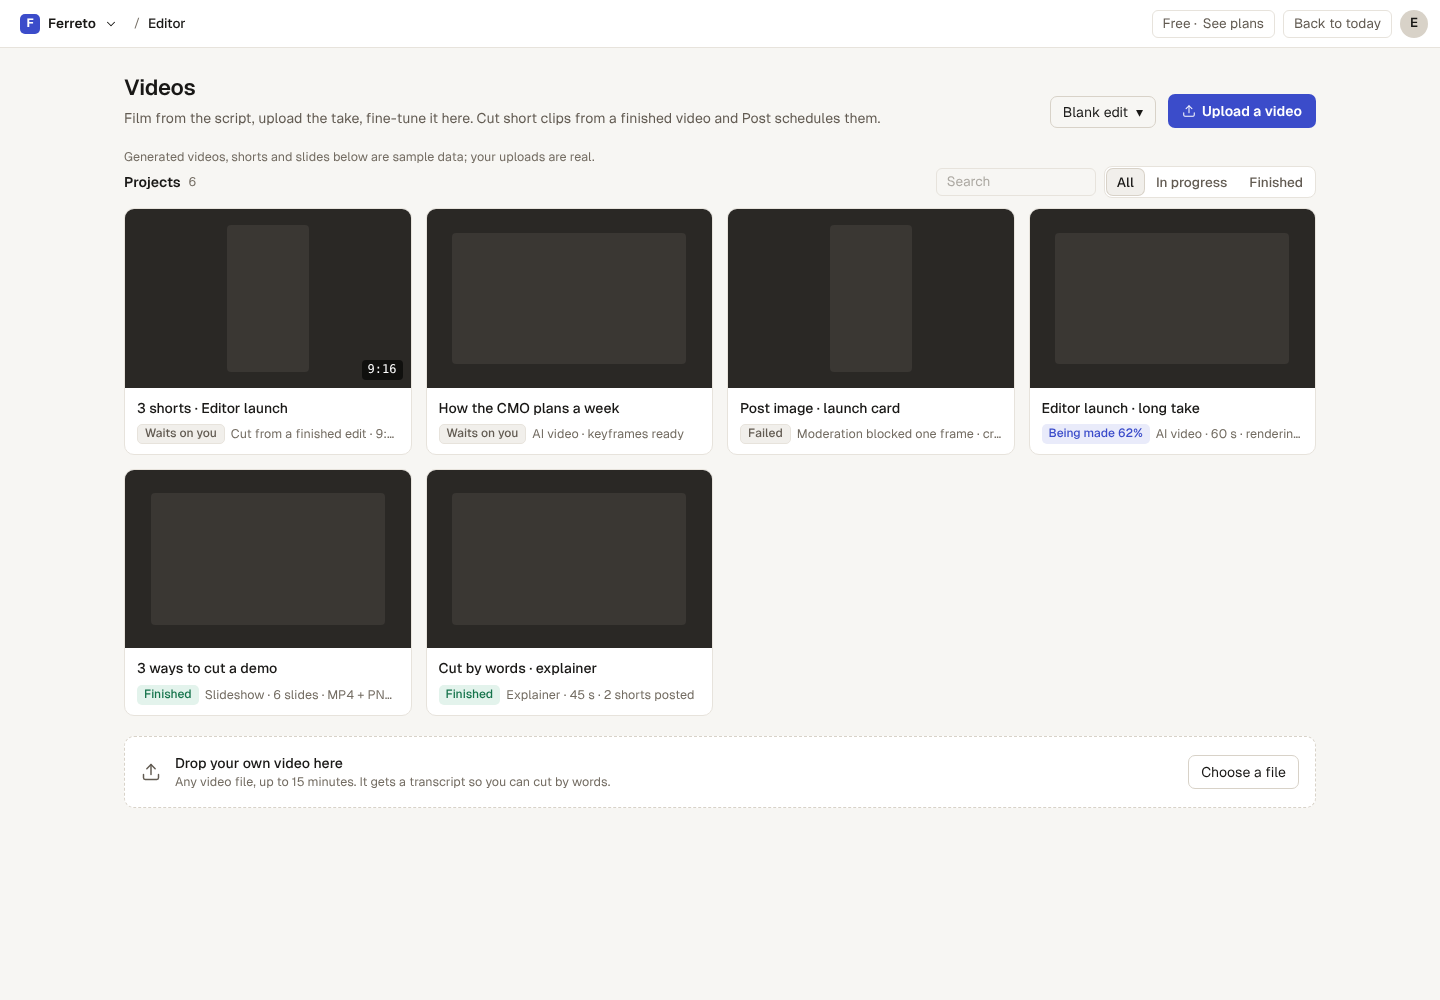 F Ferreto / Editor
Free · See plans
Back to today
E
Videos
Film from the script, upload the take, fine-tune it here. Cut short clips from a finished video and Post schedules them.
Blank edit ▾
Upload a video
Generated videos, shorts and slides below are sample data; your uploads are real.
Projects 6
Search
All In progress Finished
9:16
3 shorts · Editor launch
Waits on you Cut from a finished edit · 9:...
How the CMO plans a week
Waits on you AI video · keyframes ready
Post image · launch card
Failed Moderation blocked one frame · cr...
Editor launch · long take
Being made 62% AI video · 60 s · renderin...
3 ways to cut a demo
Finished Slideshow · 6 slides · MP4 + PN...
Cut by words · explainer
Finished Explainer · 45 s · 2 shorts posted
Drop your own video here
Any video file, up to 15 minutes. It gets a transcript so you can cut by words.
Choose a file